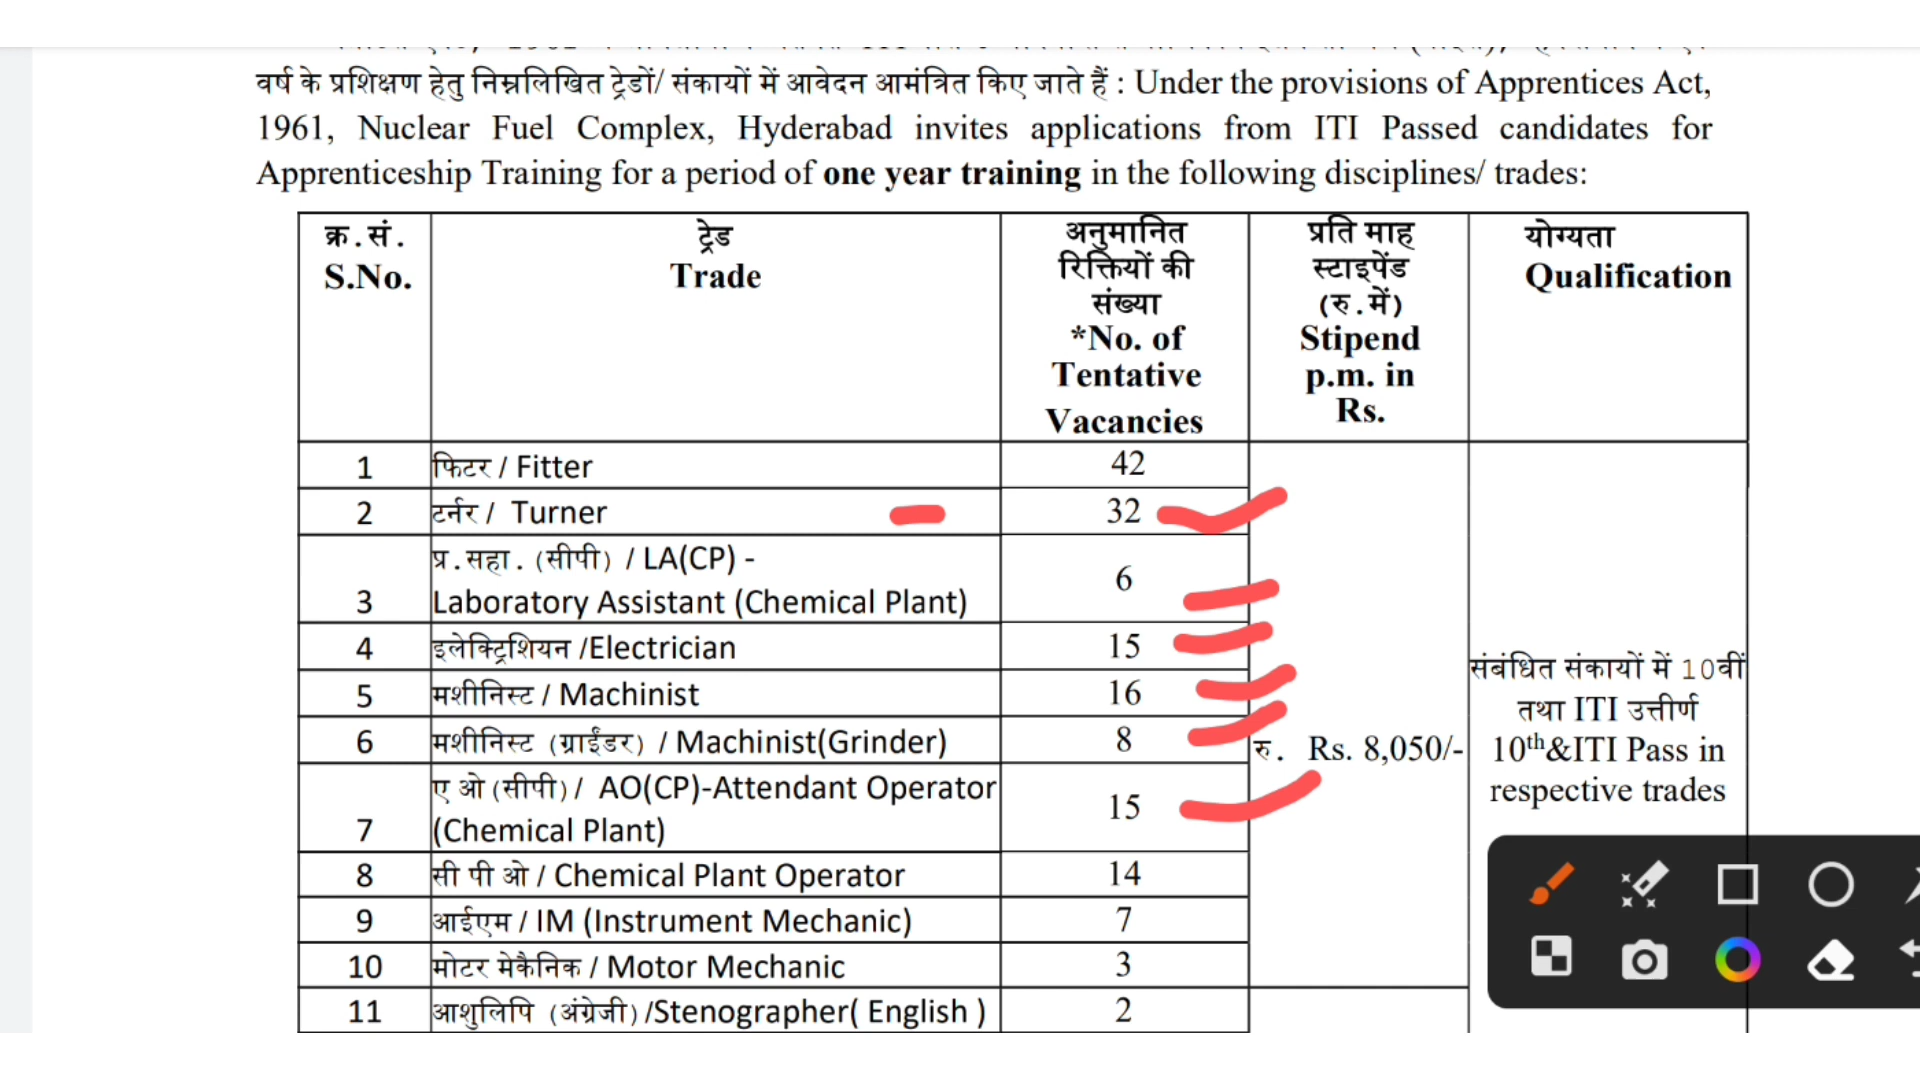 वर्ष के प्रशिक्षण हेतु निम्नलिखित ट्रेडों/ संकायों में आवेदन आमंत्रित किए जाते हैं : Under the provisions of Apprentices Act,
1961, Nuclear Fuel Complex, Hyderabad invites applications from ITI Passed candidates for
Apprenticeship Training for a period of one year training in the following disciplines/ trades:
क्र.सं. S.No.
ट्रेड Trade
अनुमानित
रिक्तियों की
संख्या
*No. of
Tentative
Vacancies
प्रति माह
स्टाइपेंड
(रु.में)
Stipend
p.m. in
Rs.
योग्यता
Qualification
1 फिटर / Fitter 42
2 टर्नर / Turner 32
प्र.सहा. (सीपी) / LA(CP) -
3 Laboratory Assistant (Chemical Plant) 6
4 इलेक्ट्रिशियन /Electrician 15
5 मशीनिस्ट / Machinist 16
6 मशीनिस्ट (ग्राईंडर) / Machinist(Grinder) 8
ए ओ (सीपी) / AO(CP)-Attendant Operator
7 (Chemical Plant) 15
8 सी पी ओ / Chemical Plant Operator 14
9 आईएम / IM (Instrument Mechanic) 7
10 मोटर मेकैनिक / Motor Mechanic 3
11 आशुलिपि (अंग्रेजी) /Stenographer( English ) 2
रु. Rs. 8,050/-
संबंधित संकायों में 10वीं
तथा ITI उत्तीर्ण
10th&ITI Pass in
respective trades